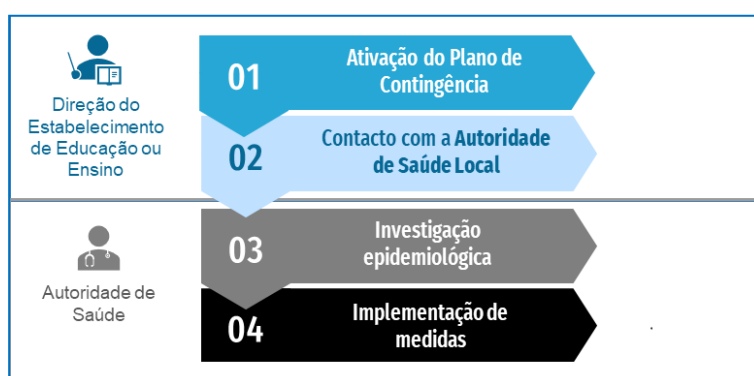 Direção do
Estabelecimento
de Educação ou
Ensino
01
Ativação do Plano de
Contingência
02
Contacto com a Autoridade
de Saúde Local
Autoridade de
Saúde
03
Investigação
epidemiológica
04
Implementação de
medidas
.